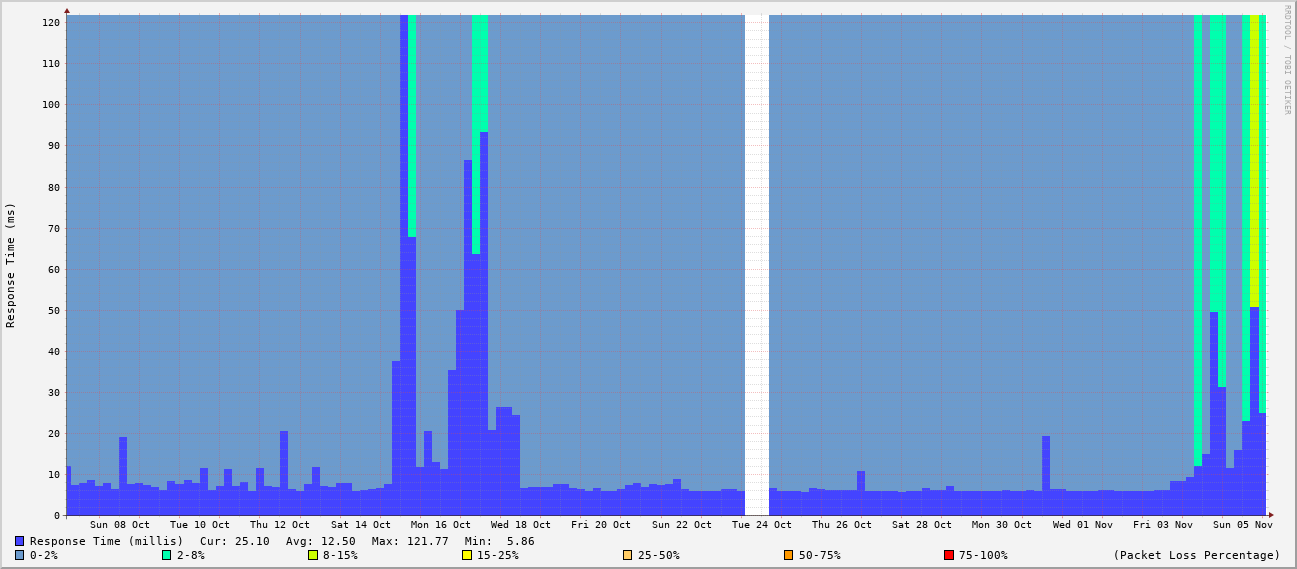 RRDTOOL / TOBI OETIKER
Response Time (ms)
120
110
100
90
80
70
60
50
40
30
20
10
0
Sun 08 Oct Tue 10 Oct Thu 12 Oct Sat 14 Oct Mon 16 Oct Wed 18 Oct Fri 20 Oct Sun 22 Oct Tue 24 Oct Thu 26 Oct Sat 28 Oct Mon 30 Oct Wed 01 Nov Fri 03 Nov Sun 05 Nov
Response Time (millis) Cur: 25.10 Avg: 12.50 Max: 121.77 Min: 5.86
0-2% 2-8% 8-15% 15-25% 25-50% 50-75% 75-100% (Packet Loss Percentage)